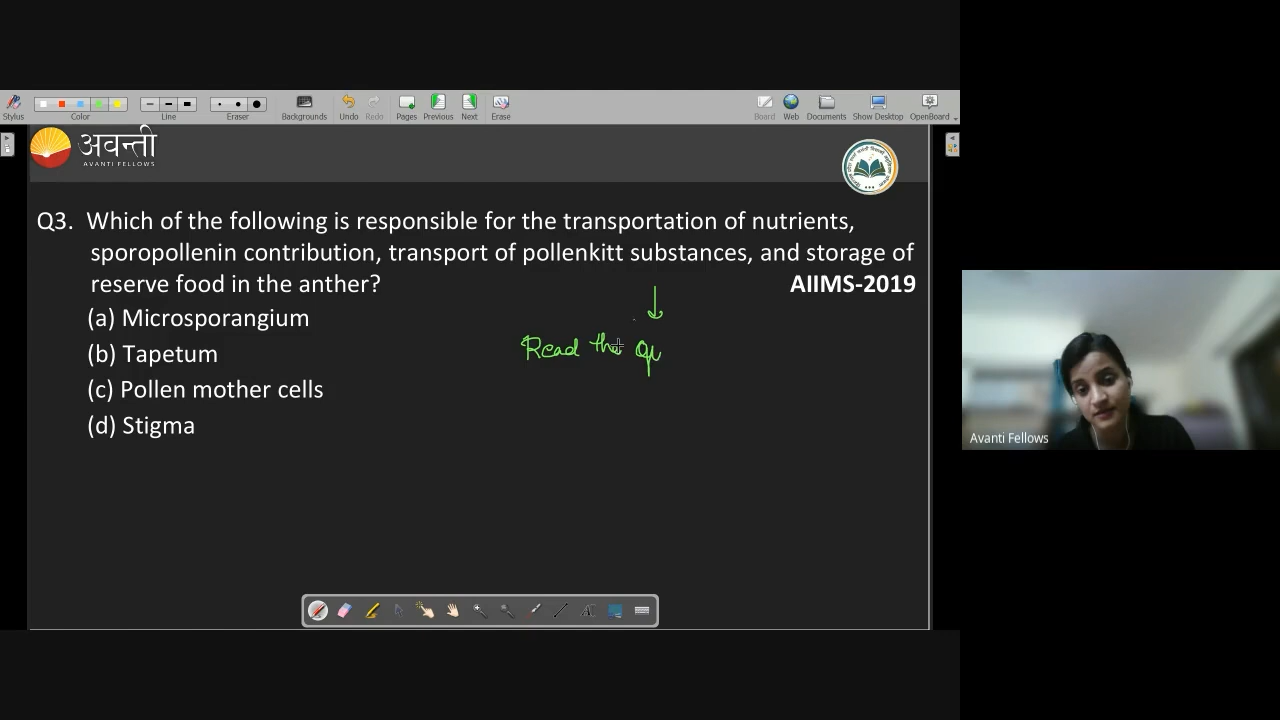 Stylus
Color
Line
Eraser
Backgrounds
Undo
Redo
Pages
Previous
Next
Erase
Board
Web
Documents
Show Desktop
OpenBoard
अवन्ती
AVANTI FELLOWS
Q3. Which of the following is responsible for the transportation of nutrients,
sporopollenin contribution, transport of pollenkitt substances, and storage of
reserve food in the anther? AIIMS-2019
(a) Microsporangium
(b) Tapetum
(c) Pollen mother cells
(d) Stigma
Read the Qu
Avanti Fellows